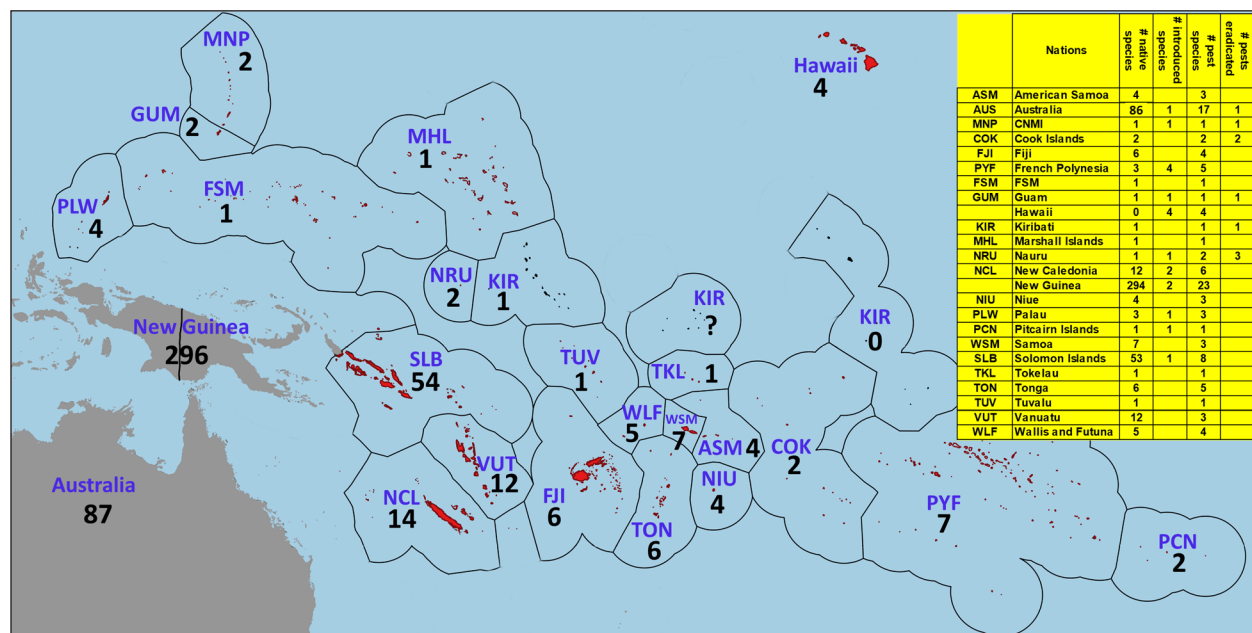 MNP
2
GUM
2
MHL
1
Hawaii
4
PLW
4
FSM
1
NRU
2
KIR
1
KIR
?
KIR
0
New Guinea
296
SLB
54
TUV
1
TKL 1
WLF
5
WSM
7
ASM 4
COK
2
Australia
87
NCL
14
VUT
12
FJI
6
TON
6
NIU
4
PYF
7
PCN
2
Nations # native species # introduced species # pest species # pests eradicated
ASM American Samoa 4 3
AUS Australia 86 1 17 1
MNP CNMI 1 1 1 1
COK Cook Islands 2 2 2
FJI Fiji 6 4
PYF French Polynesia 3 4 5
FSM FSM 1 1
GUM Guam 1 1 1 1
Hawaii 0 4 4
KIR Kiribati 1 1 1
MHL Marshall Islands 1 1
NRU Nauru 1 1 2 3
NCL New Caledonia 12 2 6
New Guinea 294 2 23
NIU Niue 4 3
PLW Palau 3 1 3
PCN Pitcairn Islands 1 1 1
WSM Samoa 7 3
SLB Solomon Islands 53 1 8
TKL Tokelau 1 1
TON Tonga 6 5
TUV Tuvalu 1 1
VUT Vanuatu 12 3
WLF Wallis and Futuna 5 4